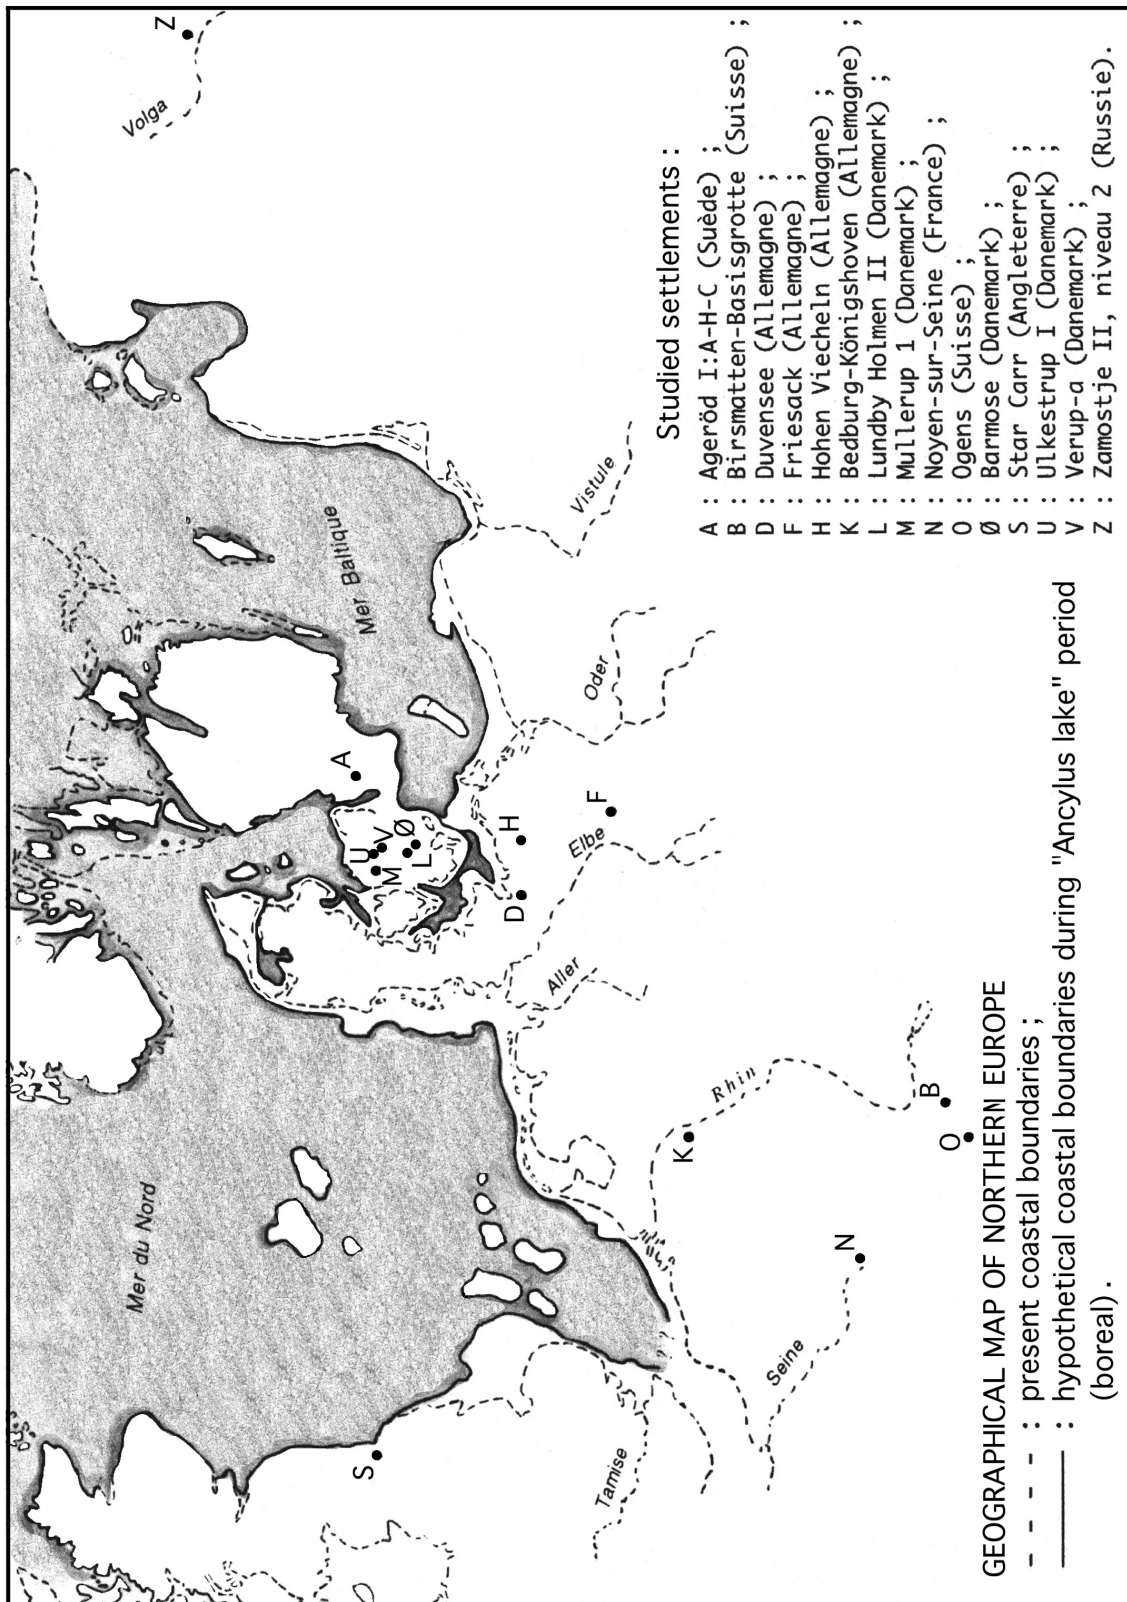 Mer du Nord
Mer Baltique
Volga
Z
S
A
U
V
M
Ø
L
D
H
F
Tamise
Seine
N
K
Rhin
B
O
Aller
Elbe
Oder
Vistule
Studied settlements :
A : Ageröd I:A-H-C (Suède) ;
B : Birsmatten-Basisgrotte (Suisse) ;
D : Duvensee (Allemagne) ;
F : Friesack (Allemagne) ;
H : Hohen Viecheln (Allemagne) ;
K : Bedburg-Königshoven (Allemagne) ;
L : Lundby Holmen II (Danemark) ;
M : Mullerup 1 (Danemark) ;
N : Noyen-sur-Seine (France) ;
O : Ogens (Suisse) ;
Ø : Barmose (Danemark) ;
S : Star Carr (Angleterre) ;
U : Ulkestrup I (Danemark) ;
V : Verup-a (Danemark) ;
Z : Zamostje II, niveau 2 (Russie).
GEOGRAPHICAL MAP OF NORTHERN EUROPE
- - - - : present coastal boundaries ;
—— : hypothetical coastal boundaries during "Ancylus lake" period
(boreal).